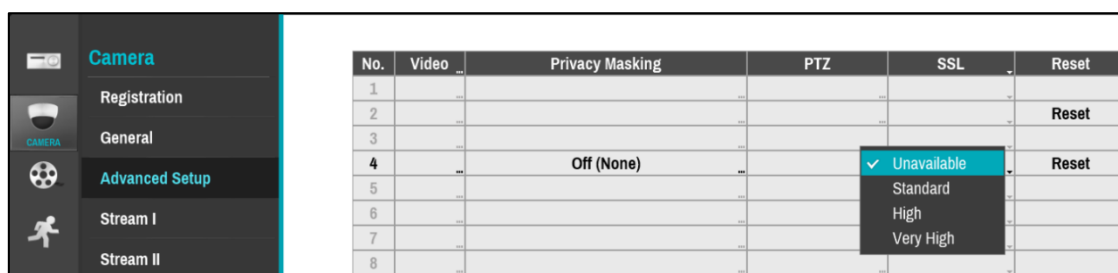 Camera
Registration
General
CAMERA
Advanced Setup
Stream I
Stream II
No. Video ... Privacy Masking PTZ SSL Reset
1
2 Reset
3
4 ... Off (None) ... Reset
5
6
7
8
✓ Unavailable
Standard
High
Very High